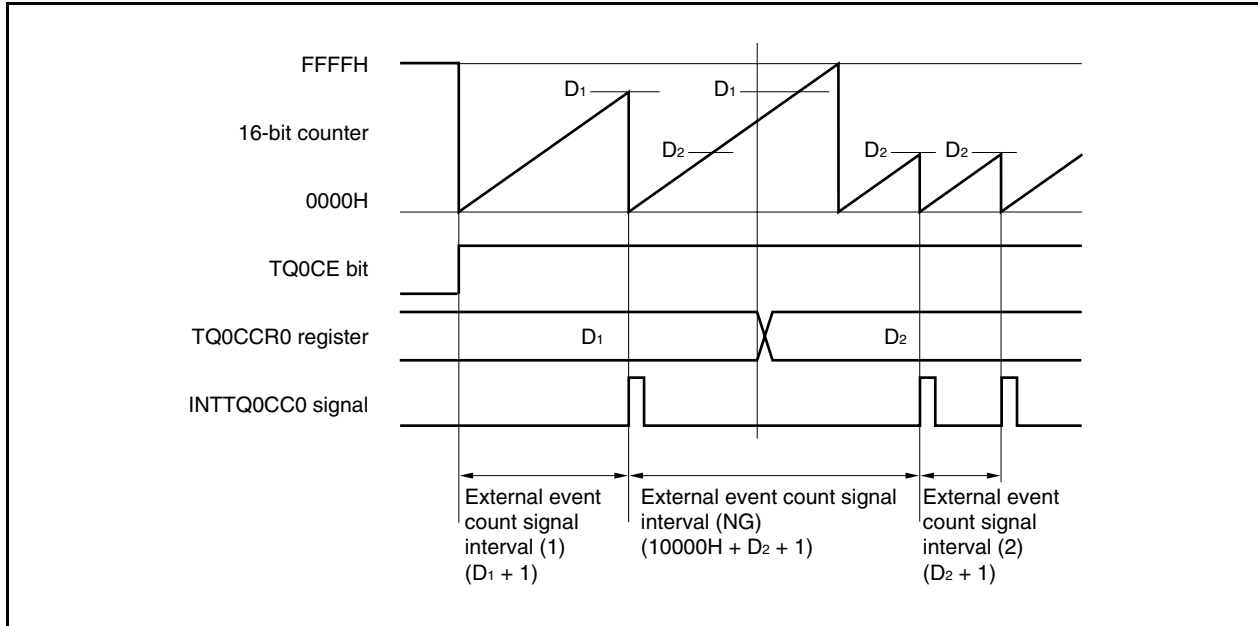 FFFFH
D1
D1
16-bit counter
D2
D2
D2
0000H
TQ0CE bit
TQ0CCR0 register
D1
D2
INTTQ0CC0 signal
External event
count signal
interval (1)
(D1 + 1)
External event count signal
interval (NG)
(10000H + D2 + 1)
External event
count signal
interval (2)
(D2 + 1)